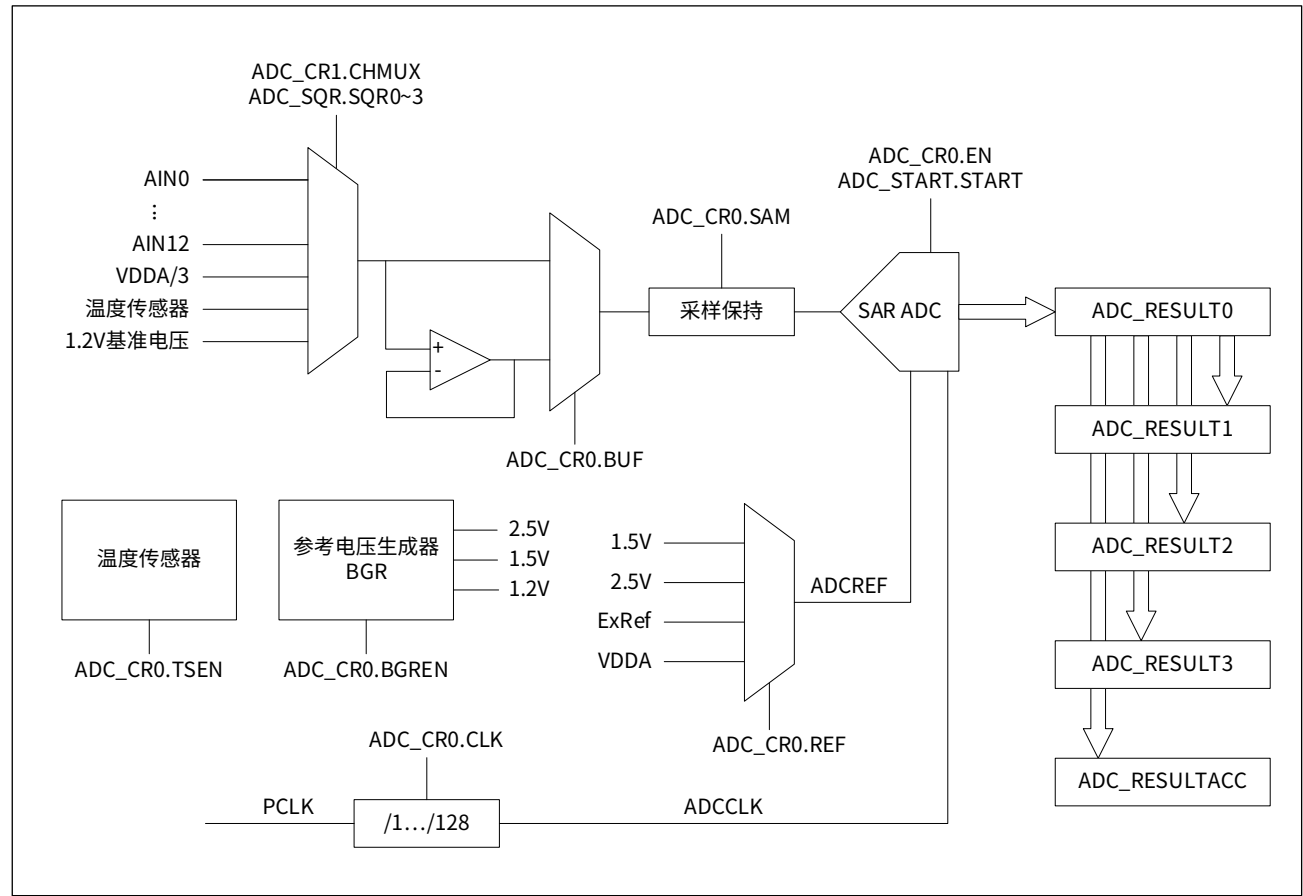 ADC_CR1.CHMUX
ADC_SQR.SQR0~3
AIN0
⋮
AIN12
VDDA/3
温度传感器
1.2V基准电压
+
-
ADC_CR0.BUF
ADC_CR0.SAM
采样保持
ADC_CR0.EN
ADC_START.START
SAR ADC
ADC_RESULT0
ADC_RESULT1
ADC_RESULT2
ADC_RESULT3
ADC_RESULTACC
温度传感器
ADC_CR0.TSEN
参考电压生成器
BGR
2.5V
1.5V
1.2V
ADC_CR0.BGREN
1.5V
2.5V
ExRef
VDDA
ADCREF
ADC_CR0.REF
ADC_CR0.CLK
PCLK
/1…/128
ADCCLK